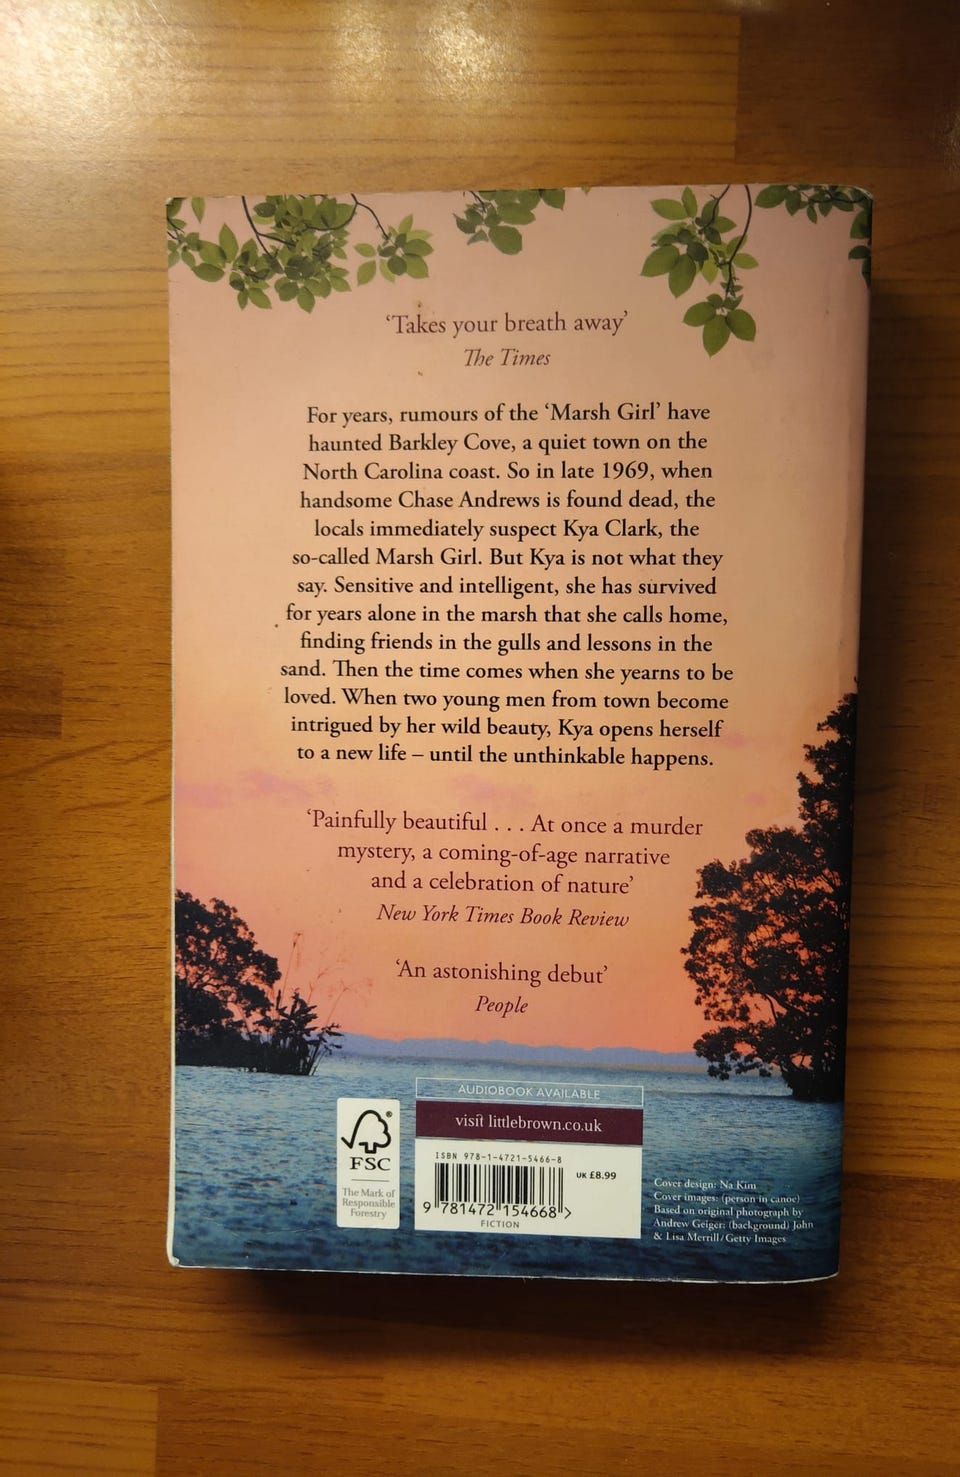 ‘Takes your breath away’
The Times
For years, rumours of the ‘Marsh Girl’ have
haunted Barkley Cove, a quiet town on the
North Carolina coast. So in late 1969, when
handsome Chase Andrews is found dead, the
locals immediately suspect Kya Clark, the
so-called Marsh Girl. But Kya is not what they
say. Sensitive and intelligent, she has survived
for years alone in the marsh that she calls home,
finding friends in the gulls and lessons in the
sand. Then the time comes when she yearns to be
loved. When two young men from town become
intrigued by her wild beauty, Kya opens herself
to a new life – until the unthinkable happens.
‘Painfully beautiful . . . At once a murder
mystery, a coming-of-age narrative
and a celebration of nature’
New York Times Book Review
‘An astonishing debut’
People
AUDIOBOOK AVAILABLE
visit littlebrown.co.uk
ISBN 978-1-4721-5466-8
UK £8.99
9 781472 154668 >
FICTION
®
FSC
The Mark of
Responsible
Forestry
Cover design: Na Kim
Cover images: (person in canoe)
Based on original photograph by
Andrew Geiger: (background) John
& Lisa Merrill/Getty Images